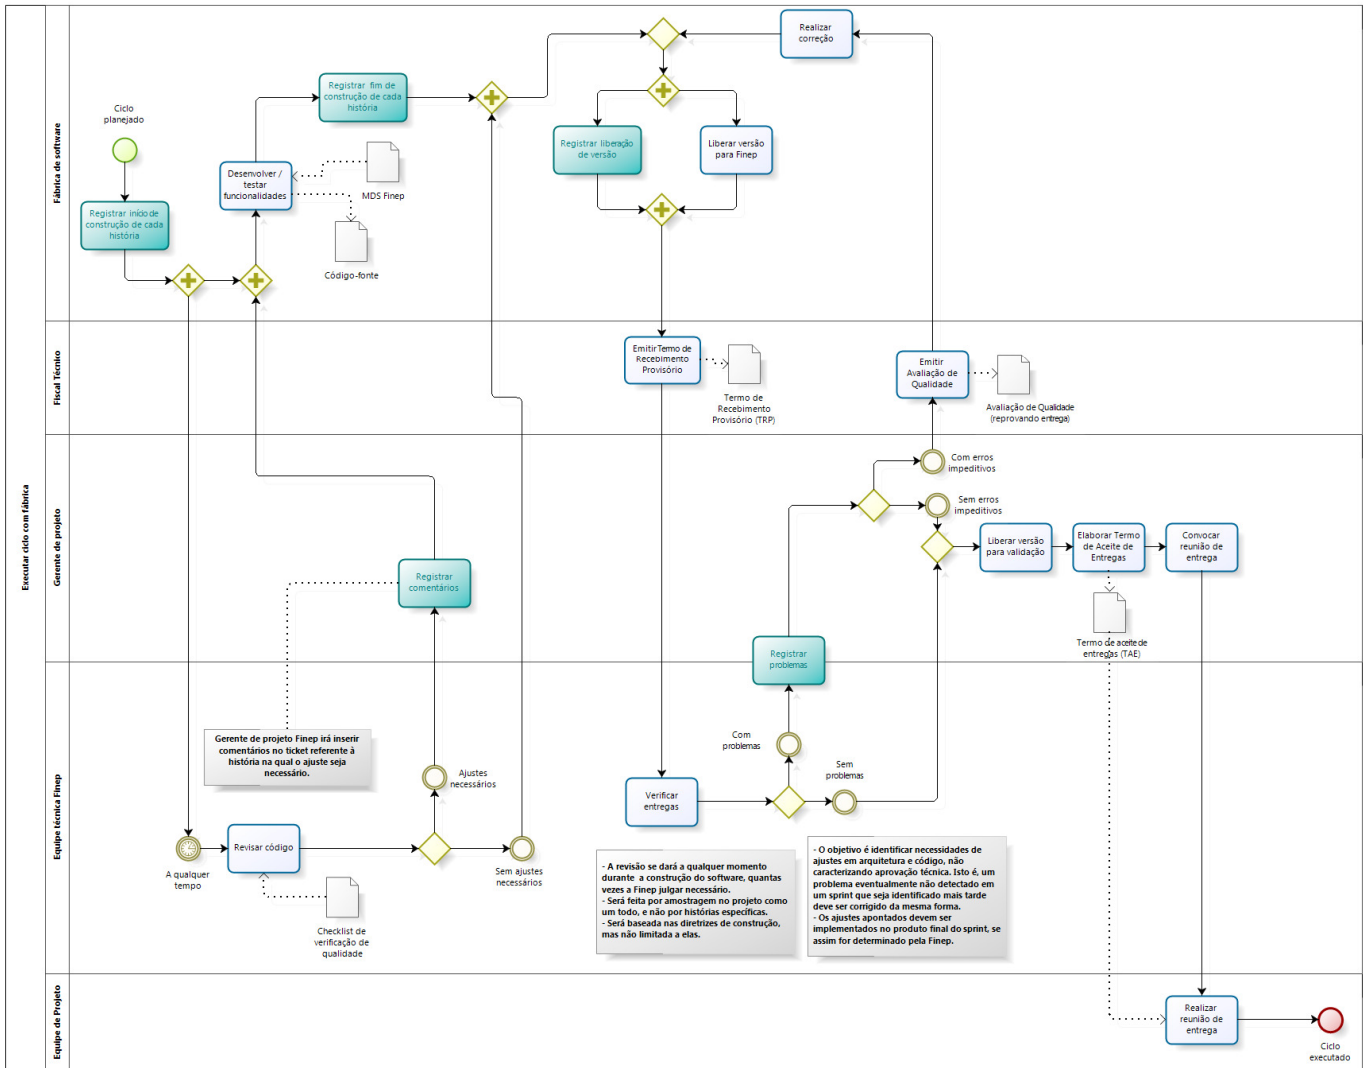 Executar ciclo com fábrica
Fábrica de software
Ciclo
planejado
Registrar início de
construção de cada
história
Desenvolver /
testar
funcionalidades
MDS Finep
Código-fonte
Registrar fim de
construção de cada
história
Realizar
correção
Registrar liberação
de versão
Liberar versão
para Finep
Fiscal Técnico
Emitir Termo de
Recebimento
Provisório
Termo de
Recebimento
Provisório (TRP)
Emitir
Avaliação de
Qualidade
Avaliação de Qualidade
(reprovando entrega)
Gerente de projeto
Com erros
impeditivos
Sem erros
impeditivos
Liberar versão
para validação
Elaborar Termo
de Aceite de
Entregas
Convocar
reunião de
entrega
Termo de aceite de
entregas (TAE)
Registrar
comentários
Registrar
problemas
Equipe técnica Finep
Gerente de projeto Finep irá inserir
comentários no ticket referente à
história na qual o ajuste seja
necessário.
Ajustes
necessários
Com
problemas
Sem
problemas
Verificar
entregas
A qualquer
tempo
Revisar código
Sem ajustes
necessários
Checklist de
verificação de
qualidade
- A revisão se dará a qualquer momento
durante a construção do software, quantas
vezes a Finep julgar necessário.
- Será feita por amostragem no projeto como
um todo, e não por histórias específicas.
- Será baseada nas diretrizes de construção,
mas não limitada a elas.
- O objetivo é identificar necessidades de
ajustes em arquitetura e código, não
caracterizando aprovação técnica. Isto é, um
problema eventualmente não detectado em
um sprint que seja identificado mais tarde
deve ser corrigido da mesma forma.
- Os ajustes apontados devem ser
implementados no produto final do sprint, se
assim for determinado pela Finep.
Equipe de Projeto
Realizar
reunião de
entrega
Ciclo
executado